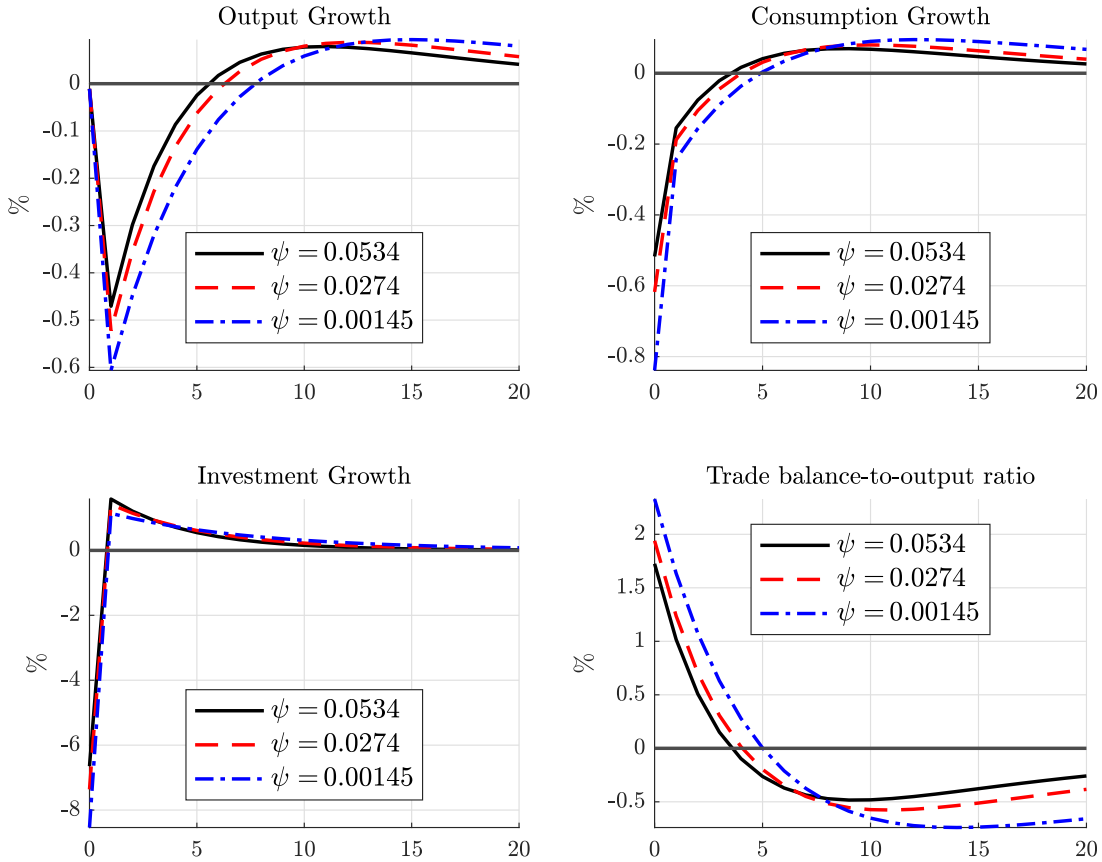 Output Growth
0
-0.1
-0.2
-0.3
-0.4
-0.5
-0.6
%
ψ = 0.0534
ψ = 0.0274
ψ = 0.00145
0 5 10 15 20
Consumption Growth
0
-0.2
-0.4
-0.6
-0.8
%
ψ = 0.0534
ψ = 0.0274
ψ = 0.00145
0 5 10 15 20
Investment Growth
0
-2
-4
-6
-8
%
ψ = 0.0534
ψ = 0.0274
ψ = 0.00145
0 5 10 15 20
Trade balance-to-output ratio
2
1.5
1
0.5
0
-0.5
%
ψ = 0.0534
ψ = 0.0274
ψ = 0.00145
0 5 10 15 20